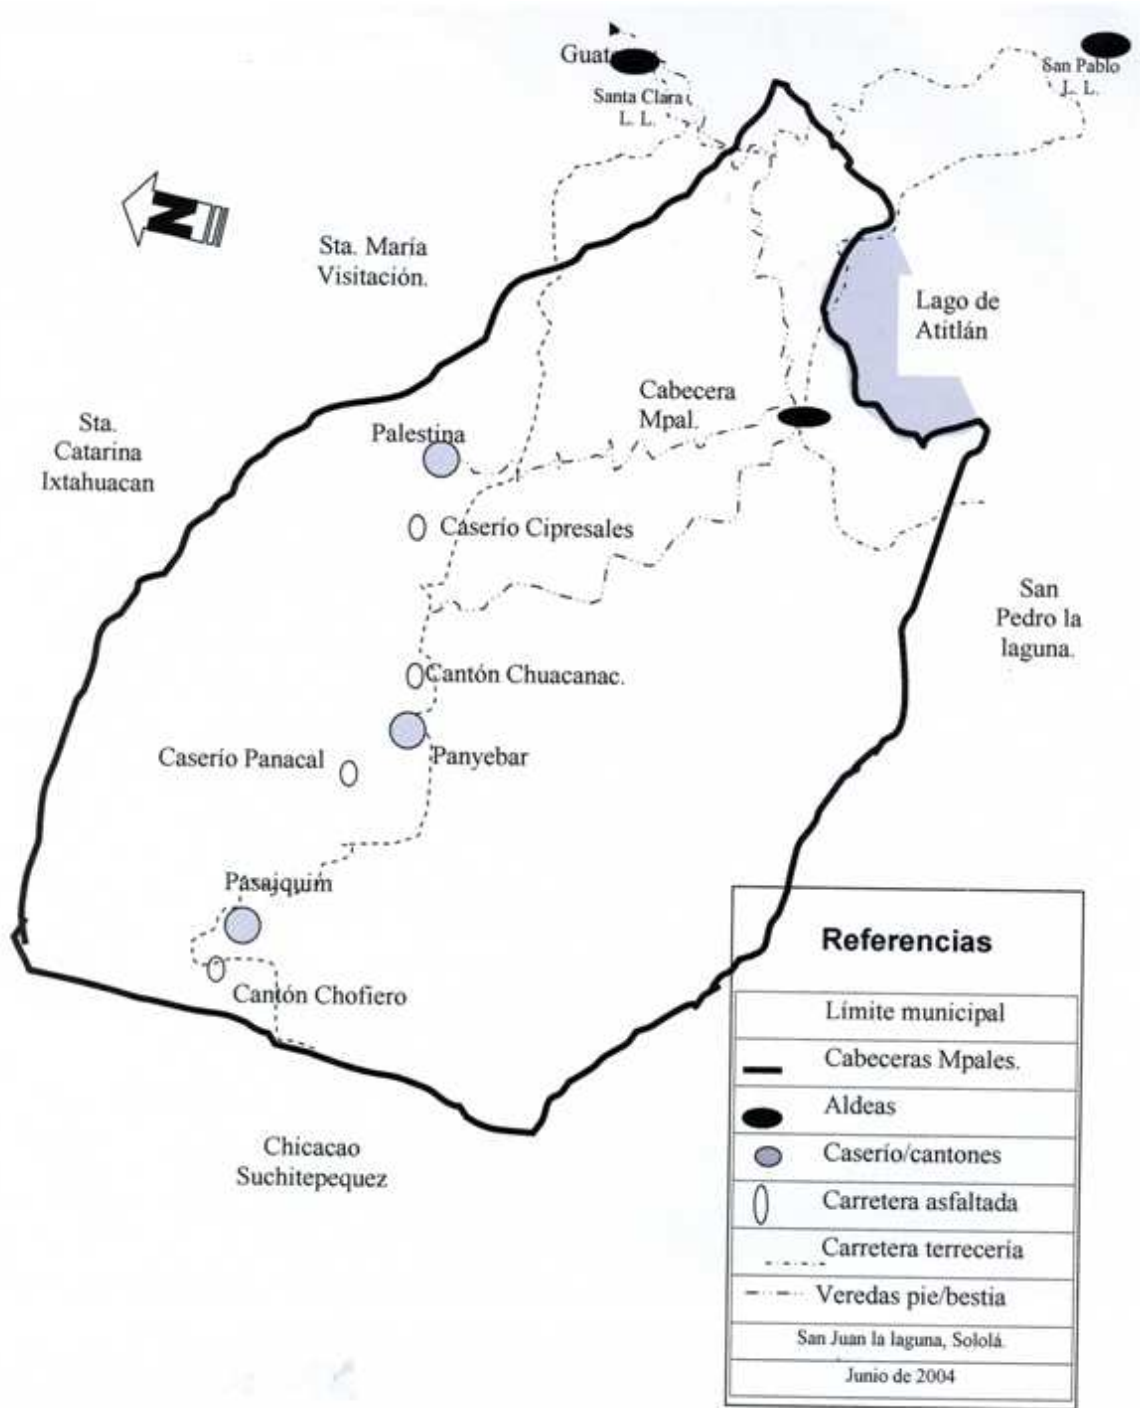 San Pablo
L. L.
Santa Clara
L. L.
N
Sta. María
Visitación.
Lago de
Atitlán
Cabecera
Mpal.
Sta.
Catarina
Ixtahuacan
Palestina
Caserío Cipresales
San
Pedro la
laguna.
Cantón Chuacanac.
Caserío Panacal
Panyebar
Pasajquim
Cantón Chofiero
Chicacao
Suchitepequez
Referencias
Límite municipal
Cabeceras Mpales.
Aldeas
Caserío/cantones
Carretera asfaltada
Carretera terrecería
Veredas pie/bestia
San Juan la laguna, Sololá.
Junio de 2004